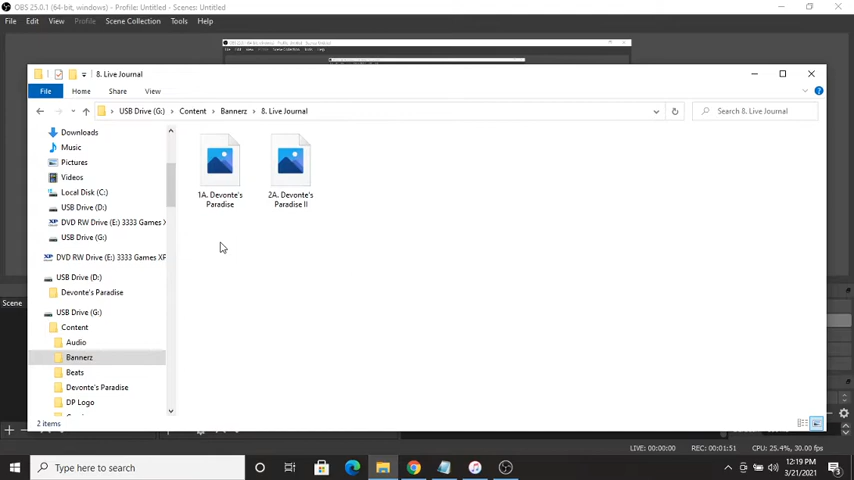 OBS 25.0.1 (64-bit, windows) - Profile: Untitled - Scenes: Untitled
File Edit View Profile Scene Collection Tools Help
8. Live Journal
File Home Share View
USB Drive (G:) > Content > Bannerz > 8. Live Journal
Search 8. Live Journal
Downloads
Music
Pictures
Videos
Local Disk (C:)
USB Drive (D:)
DVD RW Drive (E:) 3333 Games X
USB Drive (G:)
DVD RW Drive (E:) 3333 Games XP
USB Drive (D:)
Devonte's Paradise
USB Drive (G:)
Content
Audio
Bannerz
Beats
Devonte's Paradise
DP Logo
1A. Devonte's
Paradise
2A. Devonte's
Paradise II
2 items
Scene
LIVE: 00:00:00 REC: 00:01:51 CPU: 25.4%, 30.00 fps
Type here to search
12:19 PM
3/21/2021
3